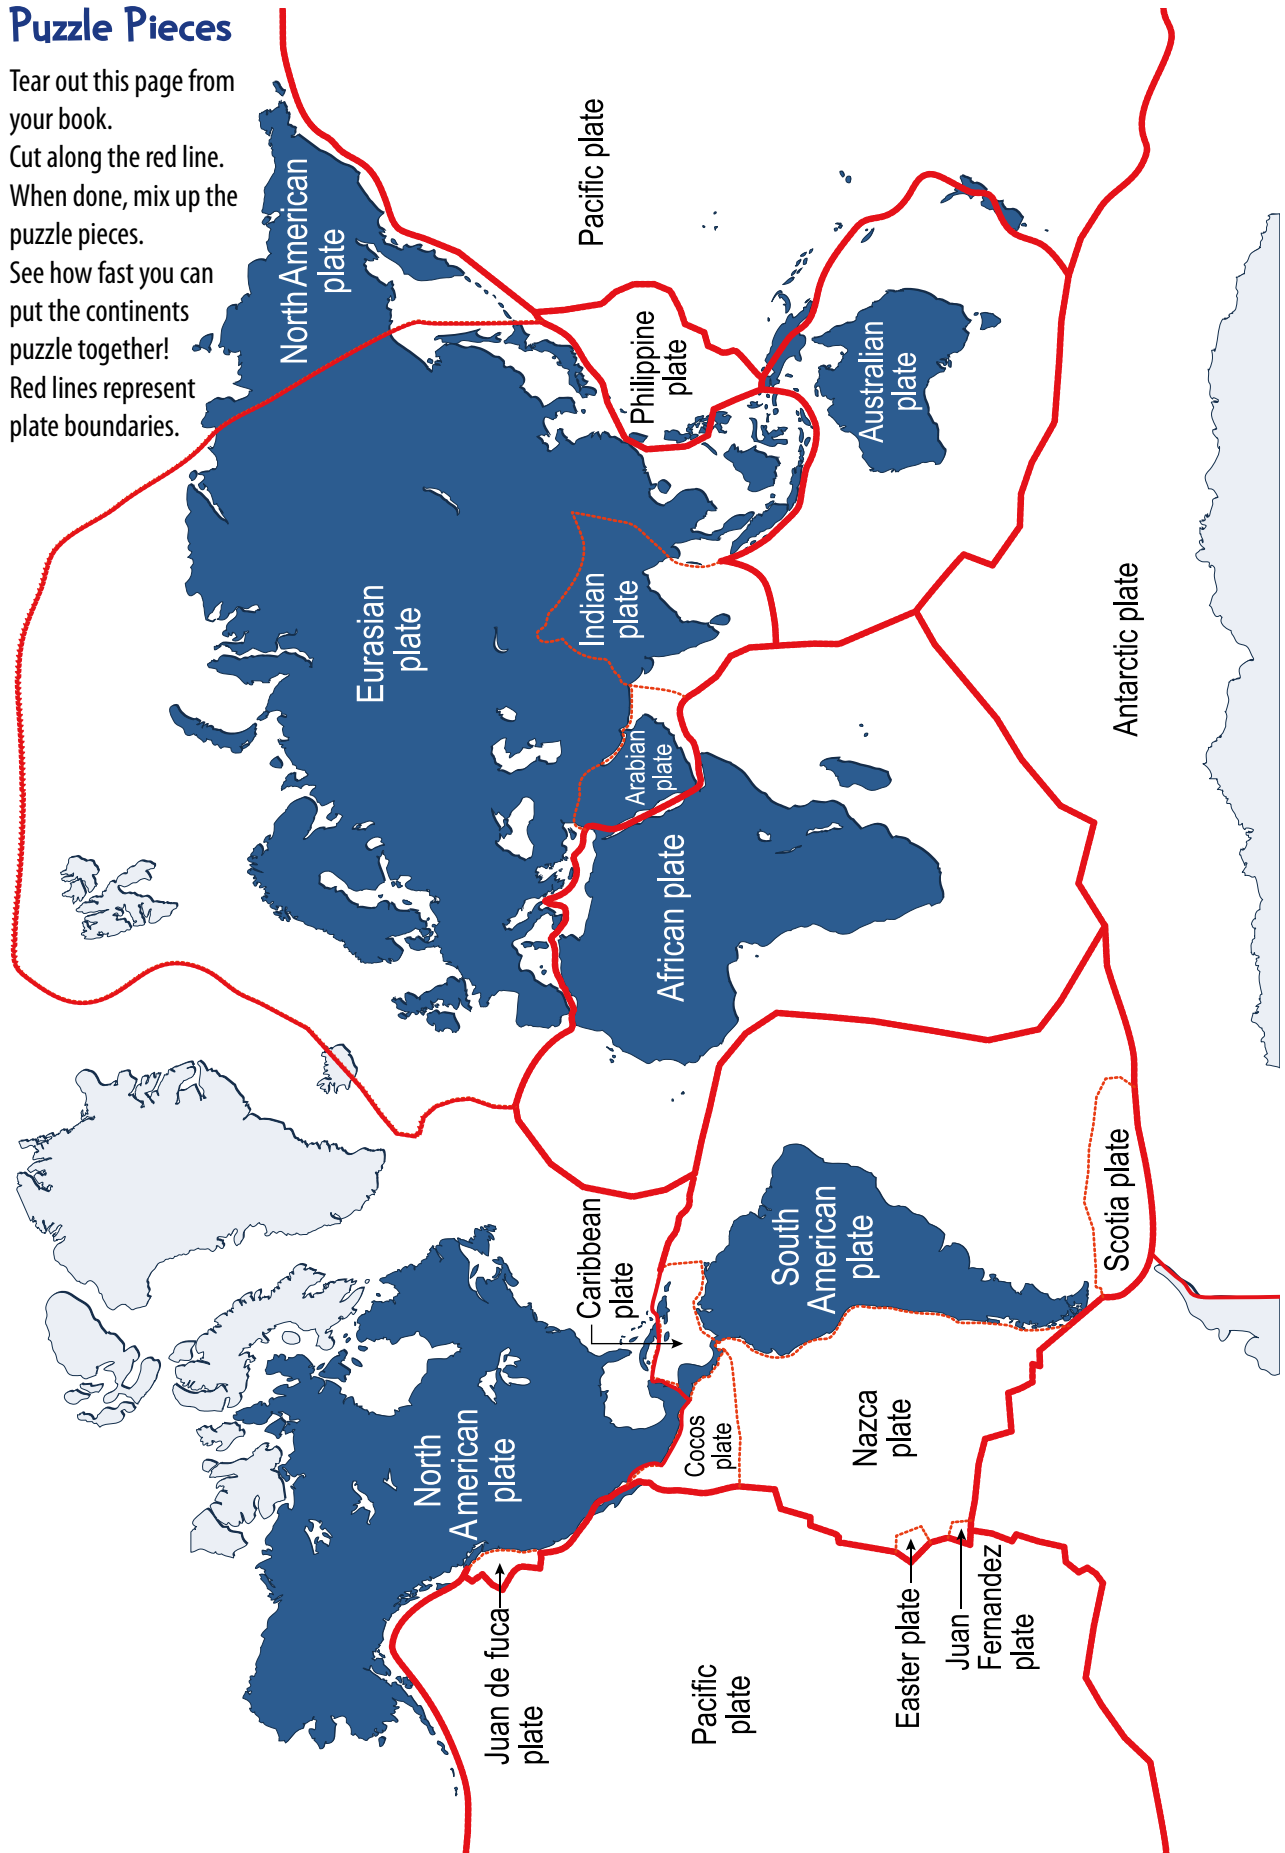 Puzzle Pieces
Tear out this page from
your book.
Cut along the red line.
When done, mix up the
puzzle pieces.
See how fast you can
put the continents
puzzle together!
Red lines represent
plate boundaries.
North American
plate
Pacific plate
Philippine
plate
Australian
plate
Eurasian
plate
Indian
plate
Arabian
plate
African plate
Antarctic plate
Caribbean
plate
South
American
plate
Scotia plate
North
American
plate
Cocos
plate
Nazca
plate
Juan de fuca
plate
Pacific
plate
Easter plate
Juan
Fernandez
plate